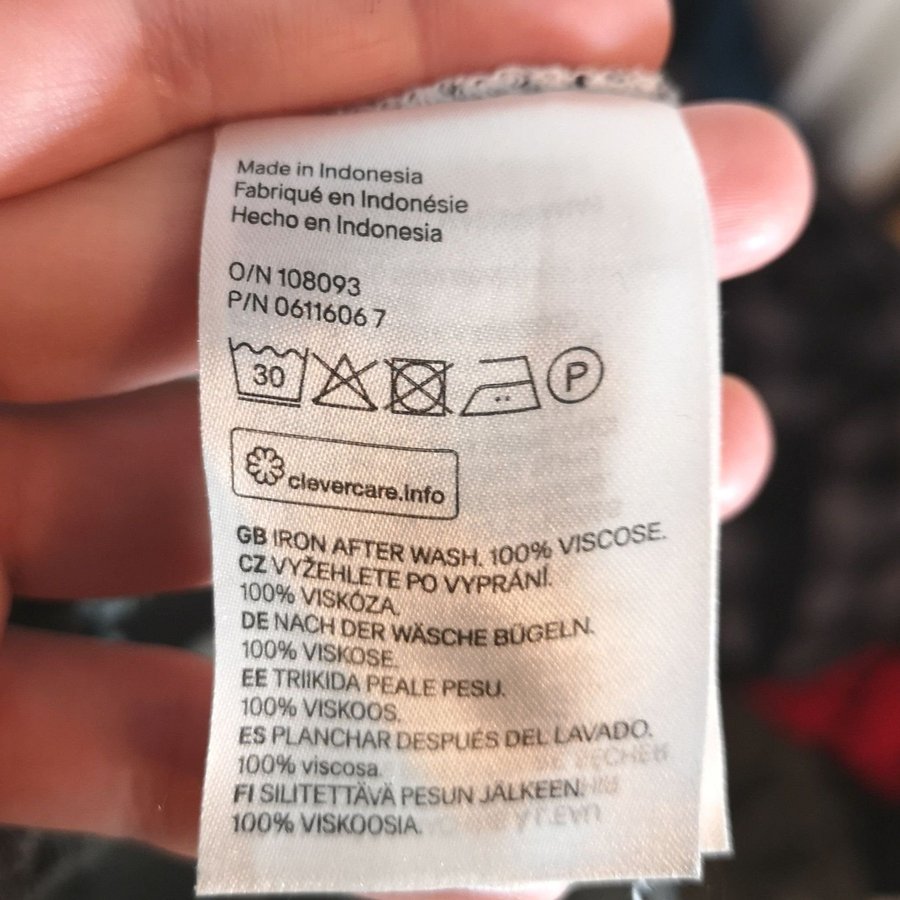 Made in Indonesia
Fabriqué en Indonésie
Hecho en Indonesia
O/N 108093
P/N 0611606 7
30 P
clevercare.info
GB IRON AFTER WASH. 100% VISCOSE.
CZ VYŽEHLETE PO VYPRÁNÍ.
100% VISKÓZA.
DE NACH DER WÄSCHE BÜGELN.
100% VISKOSE.
EE TRIIKIDA PEALE PESU.
100% VISKOOS.
ES PLANCHAR DESPUÉS DEL LAVADO.
100% viscosa.
FI SILITETTÄVÄ PESUN JÄLKEEN.
100% VISKOOSIA.